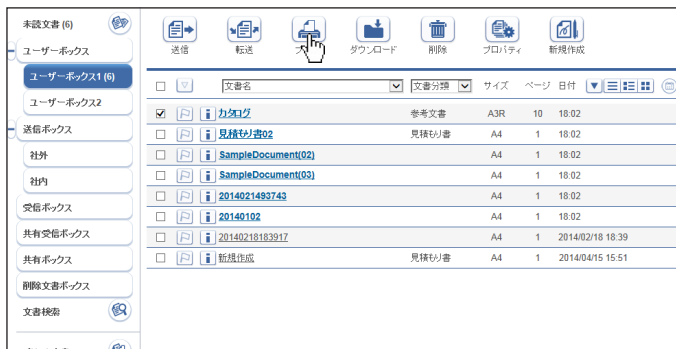 未読文書 (6)
ユーザーボックス
ユーザーボックス1 (6)
ユーザーボックス2
送信ボックス
社外
社内
受信ボックス
共有受信ボックス
共有ボックス
削除文書ボックス
文書検索
送信 転送 ダウンロード 削除 プロパティ 新規作成
文書名 文書分類 サイズ ページ 日付
カタログ 参考文書 A3R 10 18:02
見積もり書02 見積もり書 A4 1 18:02
SampleDocument(02) A4 1 18:02
SampleDocument(03) A4 1 18:02
2014021493743 A4 1 18:02
20140102 A4 1 18:02
20140218183917 A4 1 2014/02/18 18:39
新規作成 見積もり書 A4 1 2014/04/15 15:51